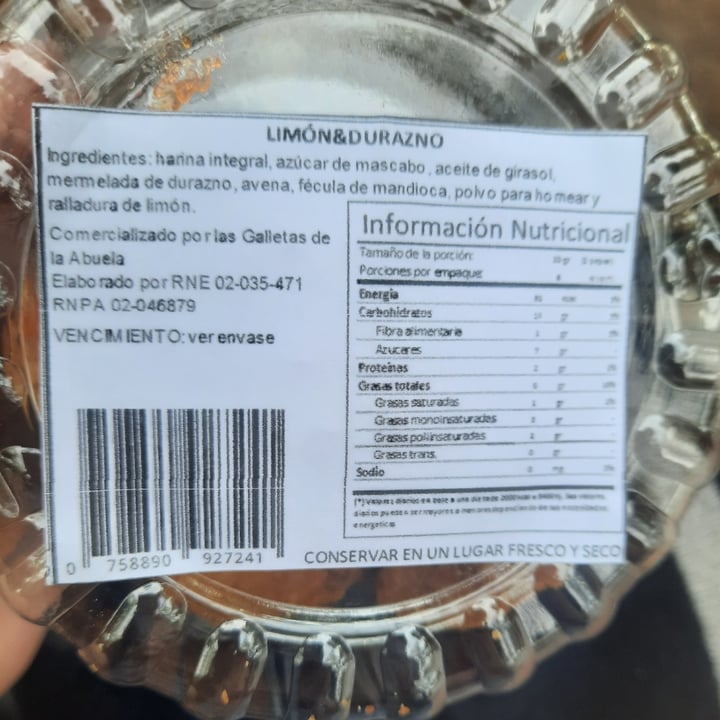 LIMÓN&DURAZNO
Ingredientes: harina integral, azúcar de mascabo, aceite de girasol,
mermelada de durazno, avena, fécula de mandioca, polvo para hornear y
ralladura de limón.
Comercializado por las Galletas de
la Abuela
Elaborado por RNE 02-035-471
RNPA 02-046879
VENCIMIENTO: ver envase
0 758890 927241
Información Nutricional
Tamaño de la porción:
Porciones por empaque:
Energía
Carbohidratos
Fibra alimentaria
Azucares
Proteinas
Grasas totales
Grasas saturadas
Grasas monoinsaturadas
Grasas poliinsaturadas
Grasas trans.
Sodio
CONSERVAR EN UN LUGAR FRESCO Y SECO